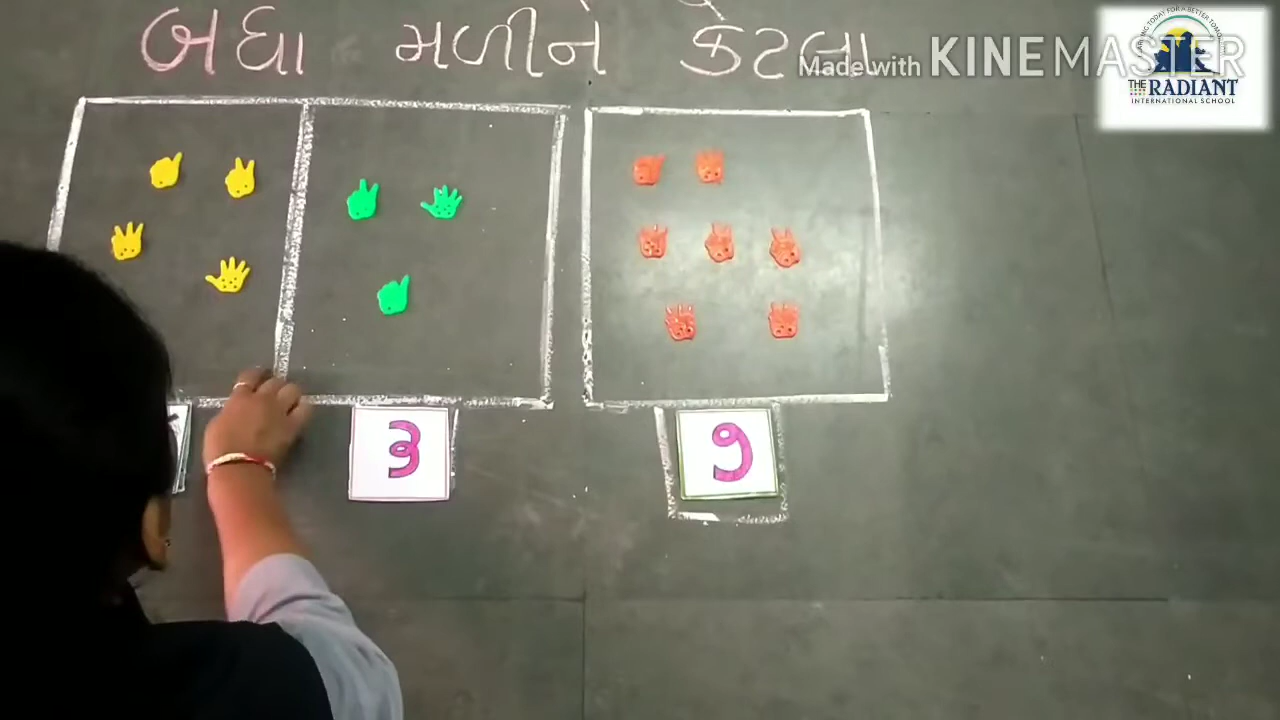 બધા મળીને કેટલા
Made with KINEMASTER
THE RADIANT
INTERNATIONAL SCHOOL
૩ ૭